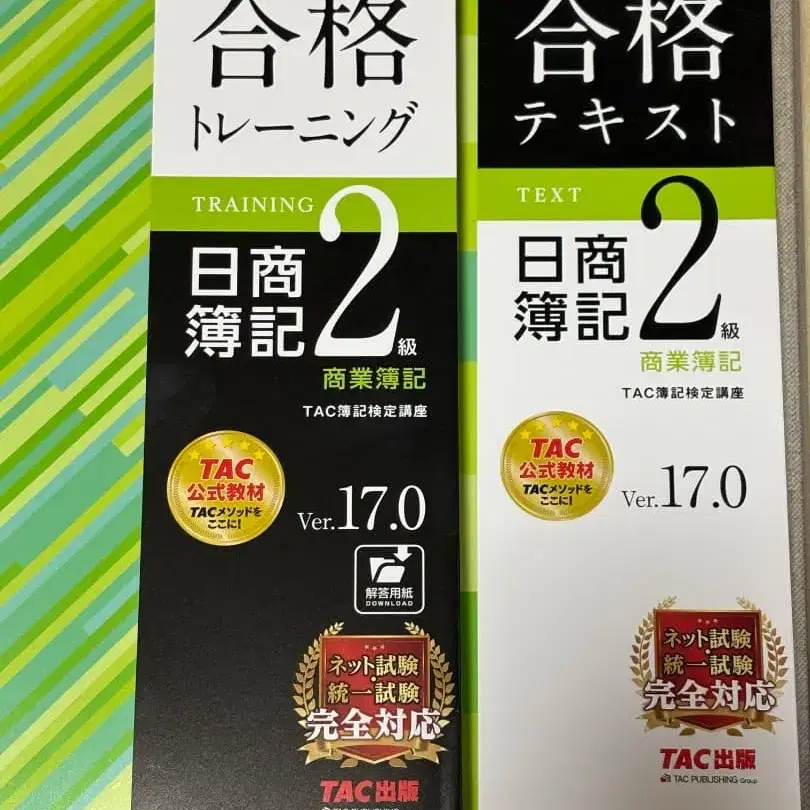 合格
トレーニング
TRAINING
日商
簿記
2級
商業簿記
TAC簿記検定講座
TAC
公式教材
TACメソッドを
ここに!
Ver.17.0
解答用紙
DOWNLOAD
ネット試験
・
統一試験
完全対応
TAC出版
TAC PUBLISHING Group
合格
テキスト
TEXT
日商
簿記
2級
商業簿記
TAC簿記検定講座
TAC
公式教材
TACメソッドを
ここに!
Ver.17.0
ネット試験
・
統一試験
完全対応
TAC出版
TAC PUBLISHING Group